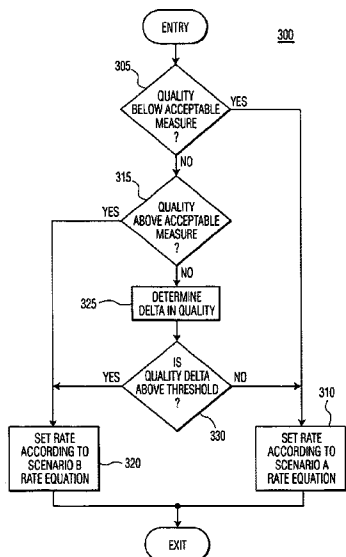 ENTRY
300
305
QUALITY
BELOW ACCEPTABLE
MEASURE
?
YES
NO
315
QUALITY
ABOVE ACCEPTABLE
MEASURE
?
YES
NO
325
DETERMINE
DELTA IN QUALITY
IS
QUALITY DELTA
ABOVE THRESHOLD
?
YES
NO
330
310
SET RATE
ACCORDING TO
SCENARIO B
RATE EQUATION
320
SET RATE
ACCORDING TO
SCENARIO A
RATE EQUATION
EXIT